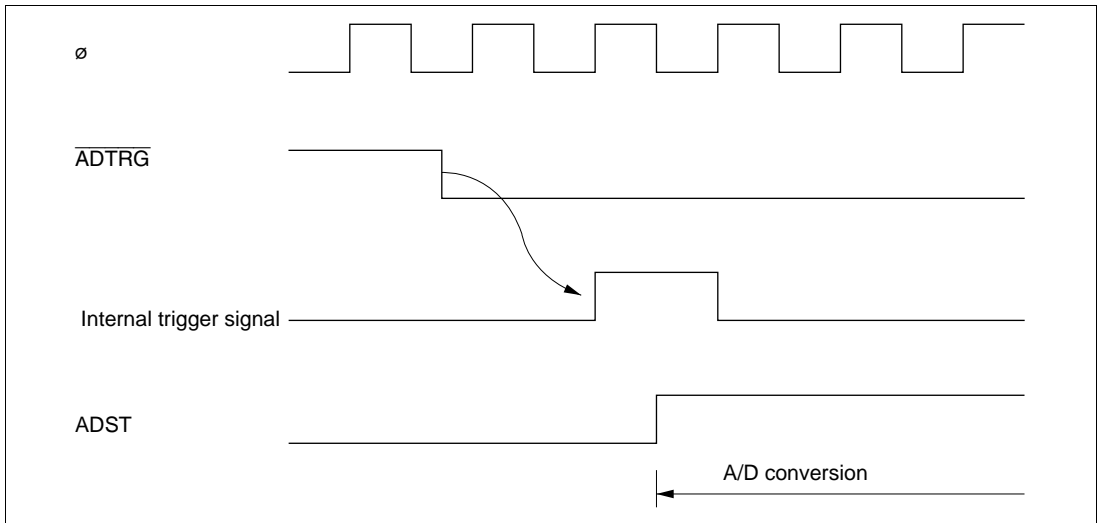 ø
ADTRG
Internal trigger signal
ADST
A/D conversion